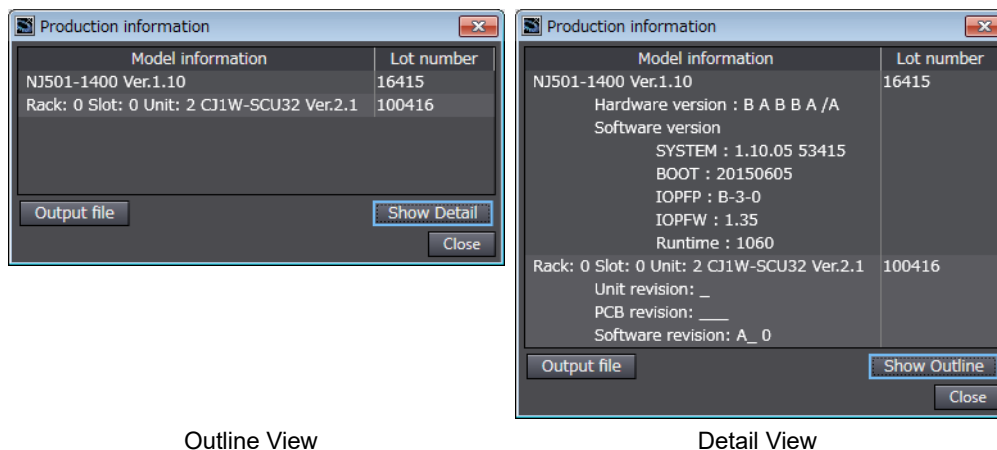 Production information
Model information Lot number
NJ501-1400 Ver.1.10 16415
Rack: 0 Slot: 0 Unit: 2 CJ1W-SCU32 Ver.2.1 100416
Output file Show Detail
Close
Outline View
Production information
Model information Lot number
NJ501-1400 Ver.1.10 16415
Hardware version : B A B B A /A
Software version
SYSTEM : 1.10.05 53415
BOOT : 20150605
IOPFP : B-3-0
IOPFW : 1.35
Runtime : 1060
Rack: 0 Slot: 0 Unit: 2 CJ1W-SCU32 Ver.2.1 100416
Unit revision: _
PCB revision: ___
Software revision: A_ 0
Output file Show Outline
Close
Detail View